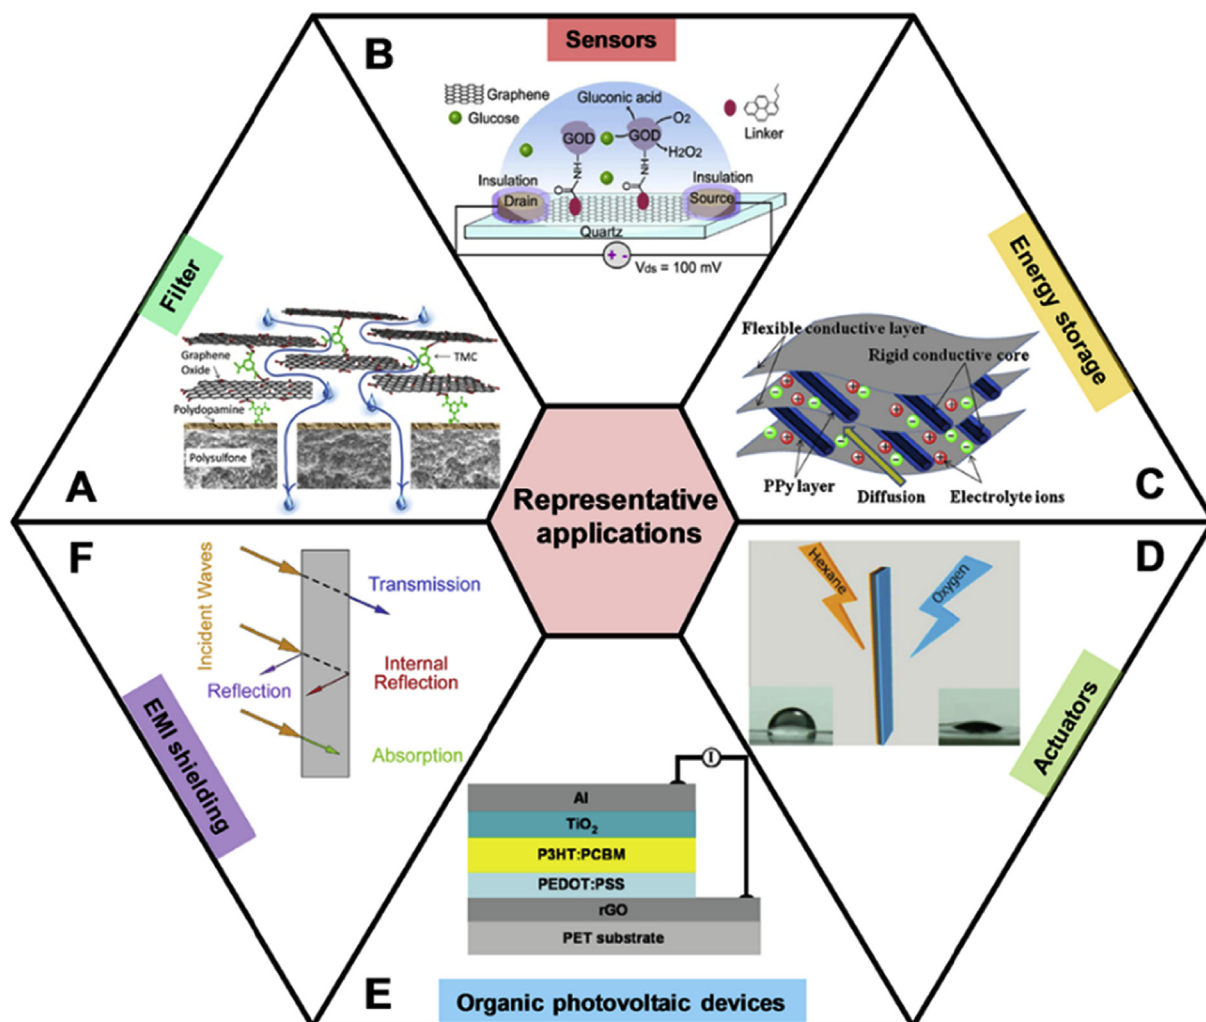 B
Sensors
Graphene
Glucose
Gluconic acid
GOD
GOD
O2
H2O2
Linker
NH
O
NH
O
Insulation
Drain
Insulation
Source
Quartz
+ -
Vds = 100 mV
Filter
Graphene
Oxide
TMC
Polydopamine
Polysulfone
A
Energy storage
Flexible conductive layer
Rigid conductive core
PPy layer
Diffusion
Electrolyte ions
C
Representative
applications
F
Incident Waves
Transmission
Internal
Reflection
Reflection
Absorption
EMI shielding
D
Hexane
Oxygen
Actuators
I
Al
TiO2
P3HT:PCBM
PEDOT:PSS
rGO
PET substrate
E
Organic photovoltaic devices